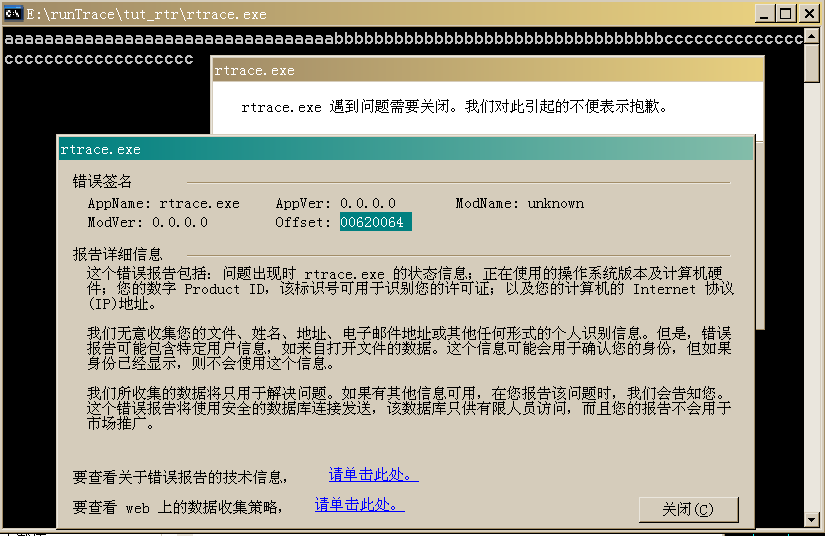 E:\runTrace\tut_rtr\rtrace.exe
aaaaaaaaaaaaaaaaaaaaaaaaaaaaaaaaabbbbbbbbbbbbbbbbbbbbbbbbbbbbbbbbbcccccccccccccc
ccccccccccccccccccc
rtrace.exe
rtrace.exe 遇到问题需要关闭。我们对此引起的不便表示抱歉。
rtrace.exe
错误签名
AppName: rtrace.exe AppVer: 0.0.0.0 ModName: unknown
ModVer: 0.0.0.0 Offset: 00620064
报告详细信息
这个错误报告包括: 问题出现时 rtrace.exe 的状态信息; 正在使用的操作系统版本及计算机硬
件; 您的数字 Product ID, 该标识号可用于识别您的许可证; 以及您的计算机的 Internet 协议
(IP)地址。
我们无意收集您的文件、姓名、地址、电子邮件地址或其他任何形式的个人识别信息。但是, 错误
报告可能包含特定用户信息, 如来自打开文件的数据。这个信息可能会用于确认您的身份, 但如果
身份已经显示, 则不会使用这个信息。
我们所收集的数据将只用于解决问题。如果有其他信息可用, 在您报告该问题时, 我们会告知您。
这个错误报告将使用安全的数据库连接发送, 该数据库只供有限人员访问, 而且您的报告不会用于
市场推广。
要查看关于错误报告的技术信息, 请单击此处。
要查看 web 上的数据收集策略, 请单击此处。
关闭(C)